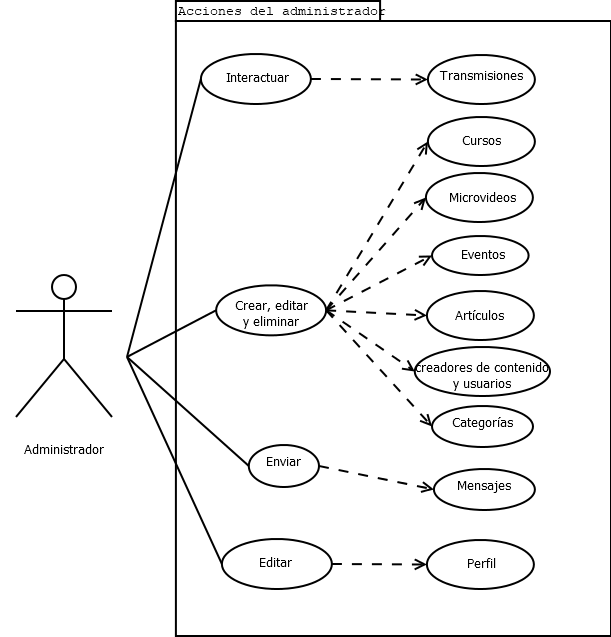 Acciones del administrador
Interactuar
Transmisiones
Cursos
Microvideos
Eventos
Crear, editar
y eliminar
Artículos
creadores de contenido
y usuarios
Categorías
Administrador
Enviar
Mensajes
Editar
Perfil